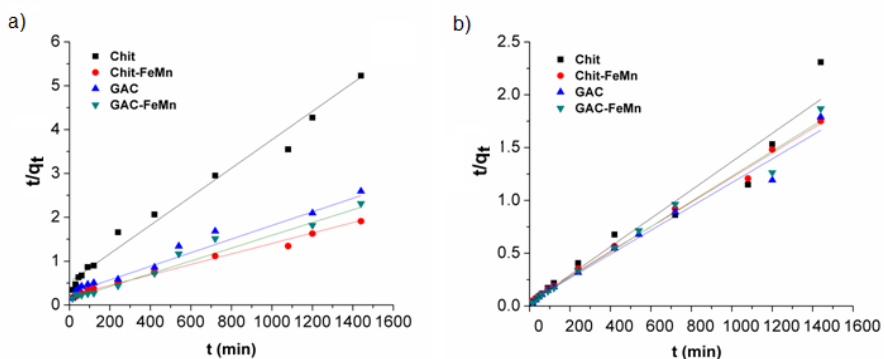 a)
6
5
4
3
2
1
0
t/qt
Chit
Chit-FeMn
GAC
GAC-FeMn
0 200 400 600 800 1000 1200 1400 1600
t (min)
b)
2.5
2.0
1.5
1.0
0.5
0.0
t/qt
Chit
Chit-FeMn
GAC
GAC-FeMn
0 200 400 600 800 1000 1200 1400 1600
t (min)